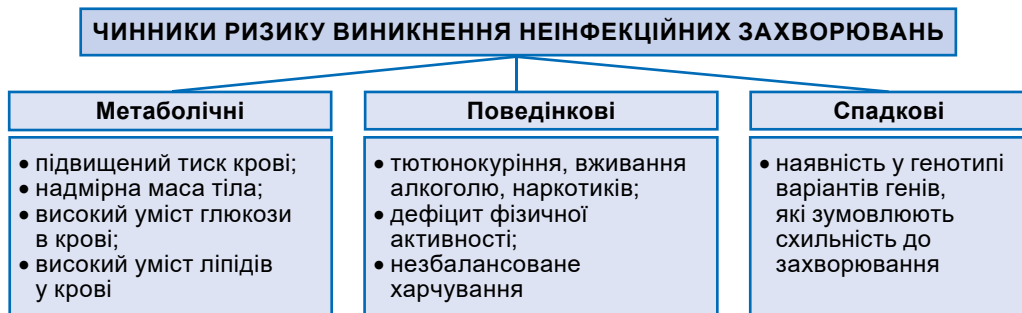 ЧИННИКИ РИЗИКУ ВИНИКНЕННЯ НЕІНФЕКЦІЙНИХ ЗАХВОРЮВАНЬ
Метаболічні
• підвищений тиск крові;
• надмірна маса тіла;
• високий уміст глюкози
в крові;
• високий уміст ліпідів
у крові
Поведінкові
• тютюнокуріння, вживання
алкоголю, наркотиків;
• дефіцит фізичної
активності;
• незбалансоване
харчування
Спадкові
• наявність у генотипі
варіантів генів,
які зумовлюють
схильність до
захворювання